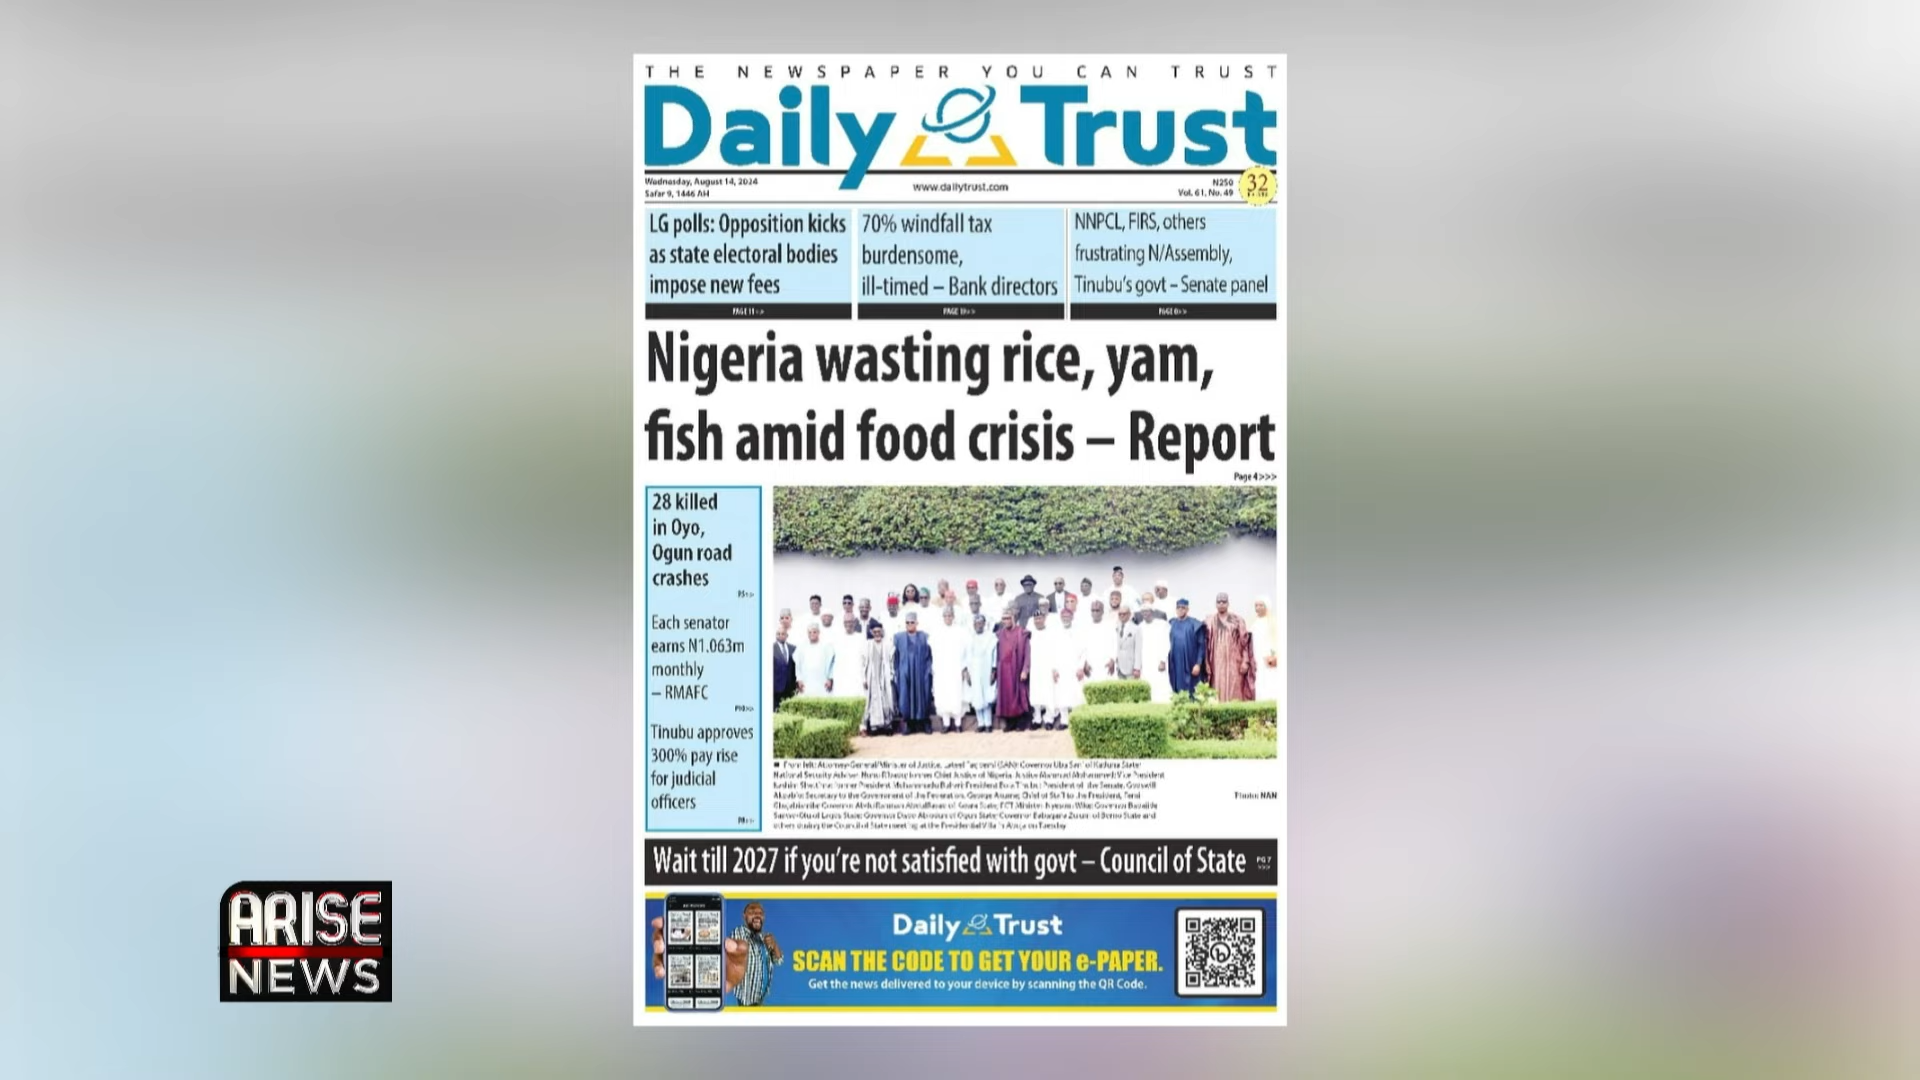 THE NEWSPAPER YOU CAN TRUST
Daily Trust
Wednesday, August 14, 2024
Safar 9, 1446 AH
www.dailytrust.com
N250
Vol. 61, No. 49
32
LG polls: Opposition kicks
as state electoral bodies
impose new fees
PAGE 11>>
70% windfall tax
burdensome,
ill-timed – Bank directors
NNPCL, FIRS, others
frustrating N/Assembly,
Tinubu's govt – Senate panel
Nigeria wasting rice, yam,
fish amid food crisis – Report
Page 4>>>
28 killed
in Oyo,
Ogun road
crashes
Each senator
earns N1.063m
monthly
– RMAFC
Tinubu approves
300% pay rise
for judicial
officers
Photo: NAN
Wait till 2027 if you're not satisfied with govt – Council of State
PG 7
>>>
Daily Trust
SCAN THE CODE TO GET YOUR e-PAPER.
Get the news delivered to your device by scanning the QR Code.
ARISE
NEWS